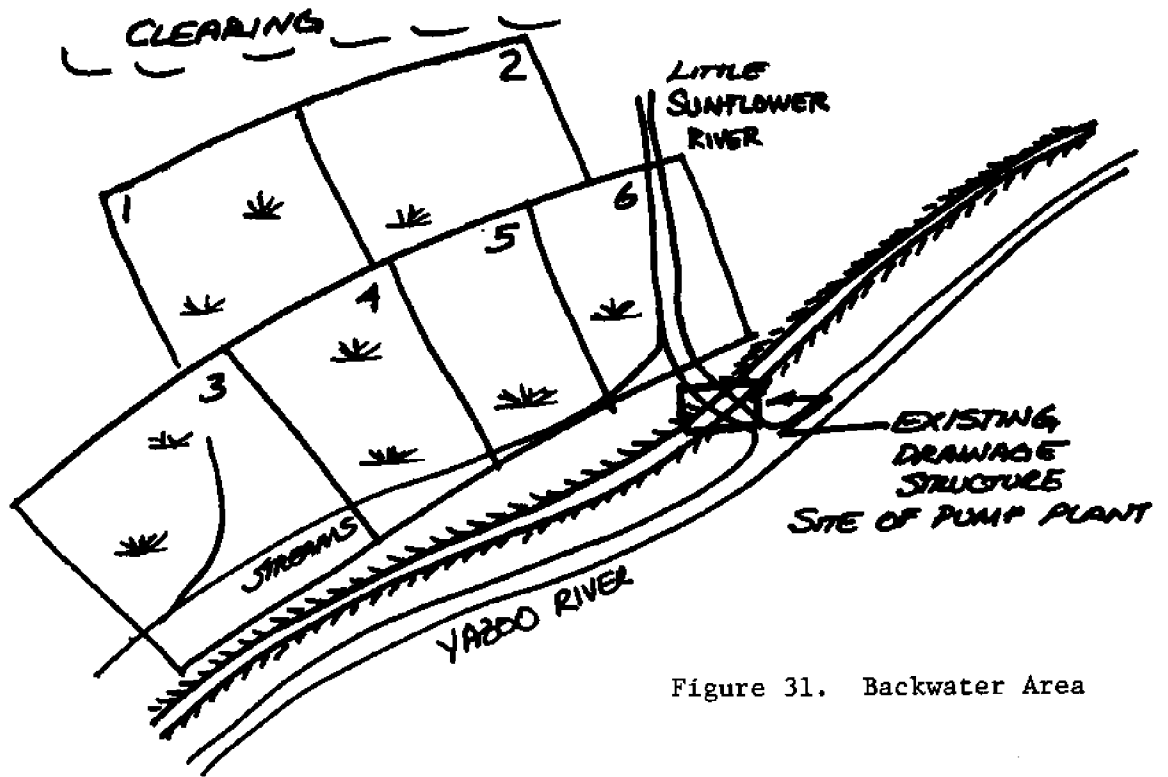 CLEARING
2
LITTLE
SUNFLOWER
RIVER
1
6
5
4
3
EXISTING
DRAINAGE
STRUCTURE
SITE OF PUMP PLANT
STREAMS
YAZOO RIVER
Figure 31. Backwater Area